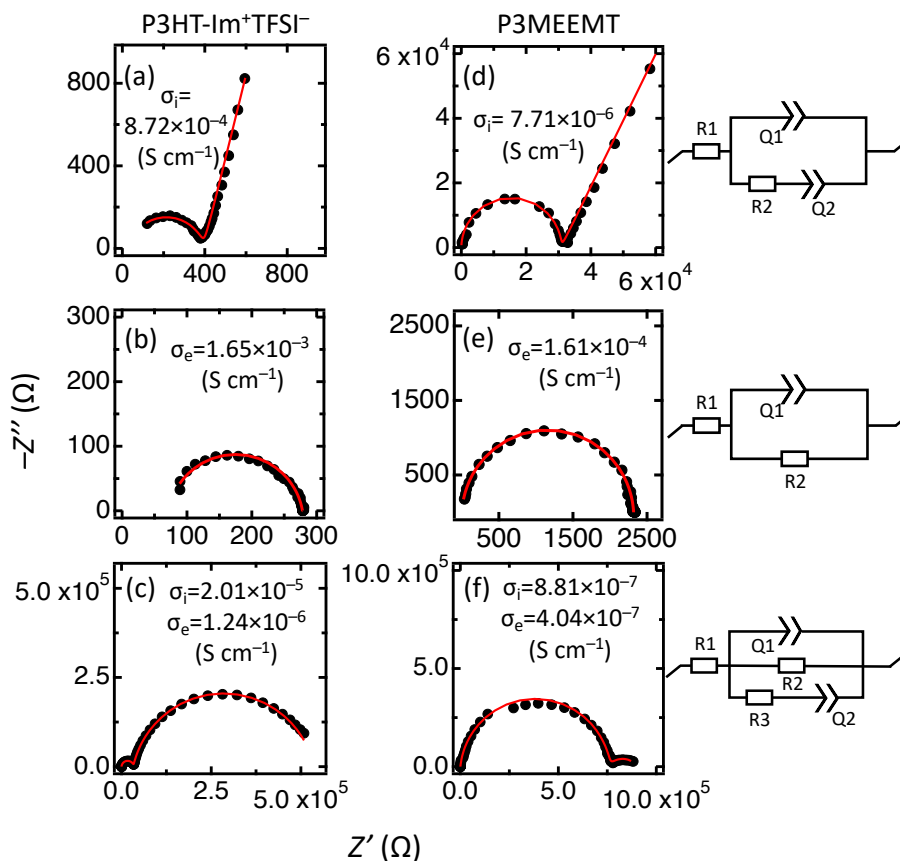 P3HT-Im⁺TFSI⁻
P3MEEMT
(a)
σᵢ=
8.72×10⁻⁴
(S cm⁻¹)
800
400
0
0 400 800
(d)
σᵢ= 7.71×10⁻⁶
(S cm⁻¹)
6 x10⁴
4
2
0
0 2 4
6 x10⁴
R1
Q1
R2
Q2
(b)
σₑ=1.65×10⁻³
(S cm⁻¹)
300
200
100
0
0 100 200 300
(e)
σₑ=1.61×10⁻⁴
(S cm⁻¹)
2500
1500
500
500 1500 2500
R1
Q1
R2
(c)
σᵢ=2.01×10⁻⁵
σₑ=1.24×10⁻⁶
(S cm⁻¹)
5.0 x10⁵
2.5
0.0
0.0 2.5 5.0 x10⁵
(f)
σᵢ=8.81×10⁻⁷
σₑ=4.04×10⁻⁷
(S cm⁻¹)
10.0 x10⁵
5.0
0.0
0.0 5.0 10.0 x10⁵
R1
Q1
R2
R3
Q2
−Z″ (Ω)
Z′ (Ω)